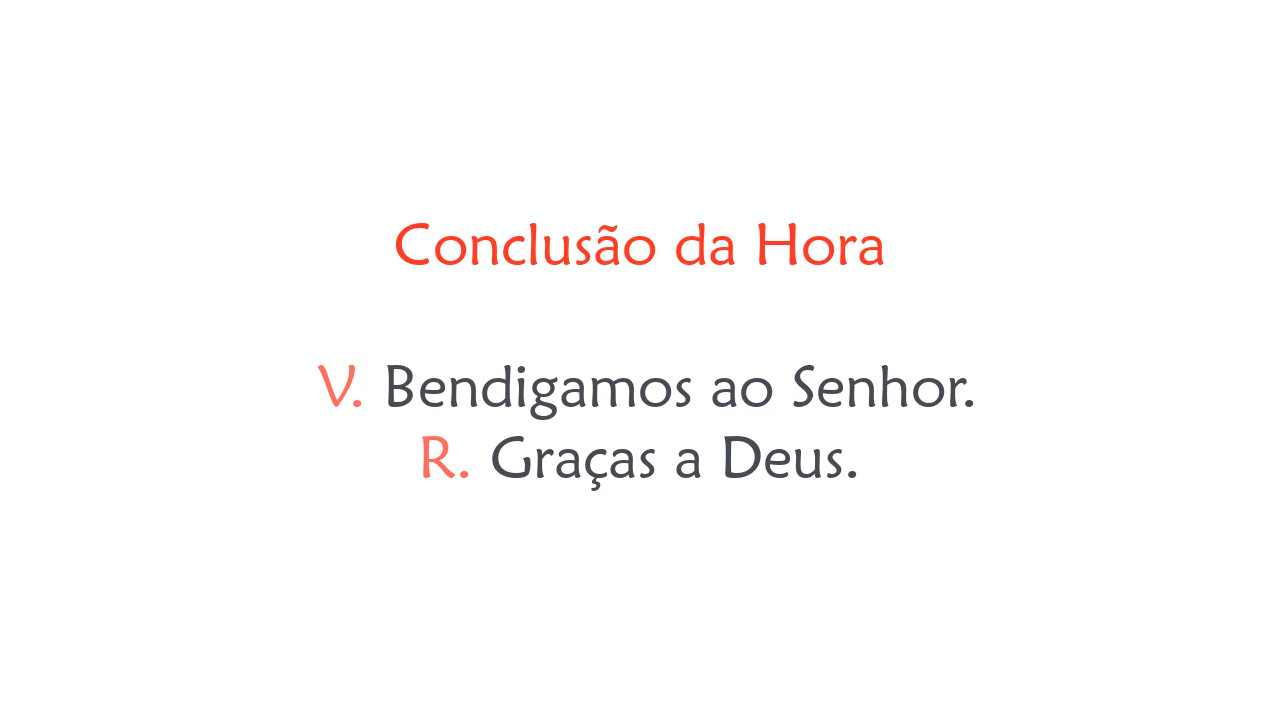 Conclusão da Hora
V. Bendigamos ao Senhor.
R. Graças a Deus.